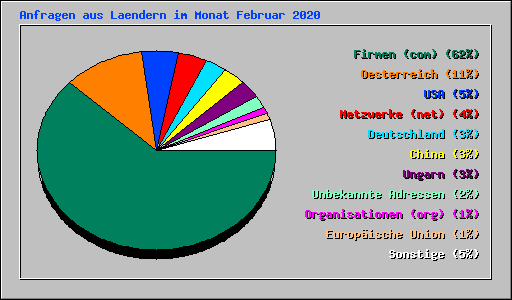 Anfragen aus Laendern im Monat Februar 2020
Firmen (com) (62%)
Oesterreich (11%)
USA (5%)
Netzwerke (net) (4%)
Deutschland (3%)
China (3%)
Ungarn (3%)
Unbekannte Adressen (2%)
Organisationen (org) (1%)
Europäische Union (1%)
Sonstige (5%)